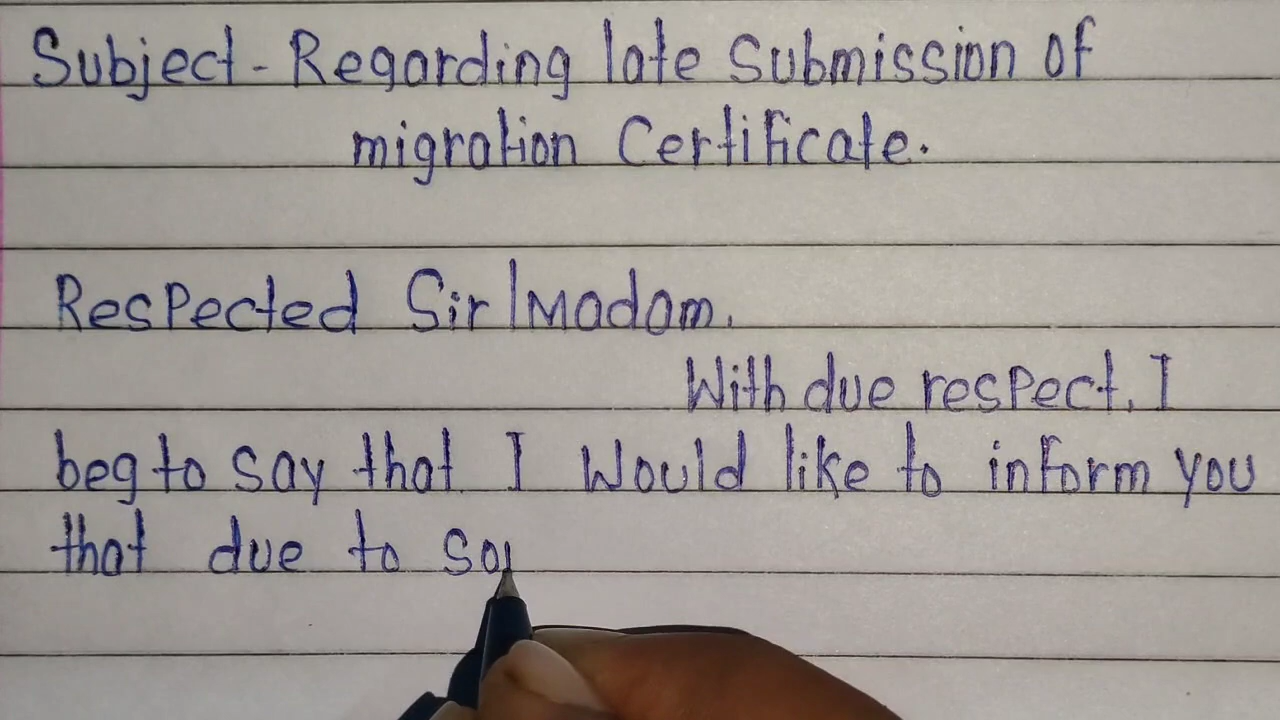 Subject - Regarding late Submission of
migration Certificate.
Respected Sir/Madam.
With due respect, I
beg to say that I would like to inform you
that due to